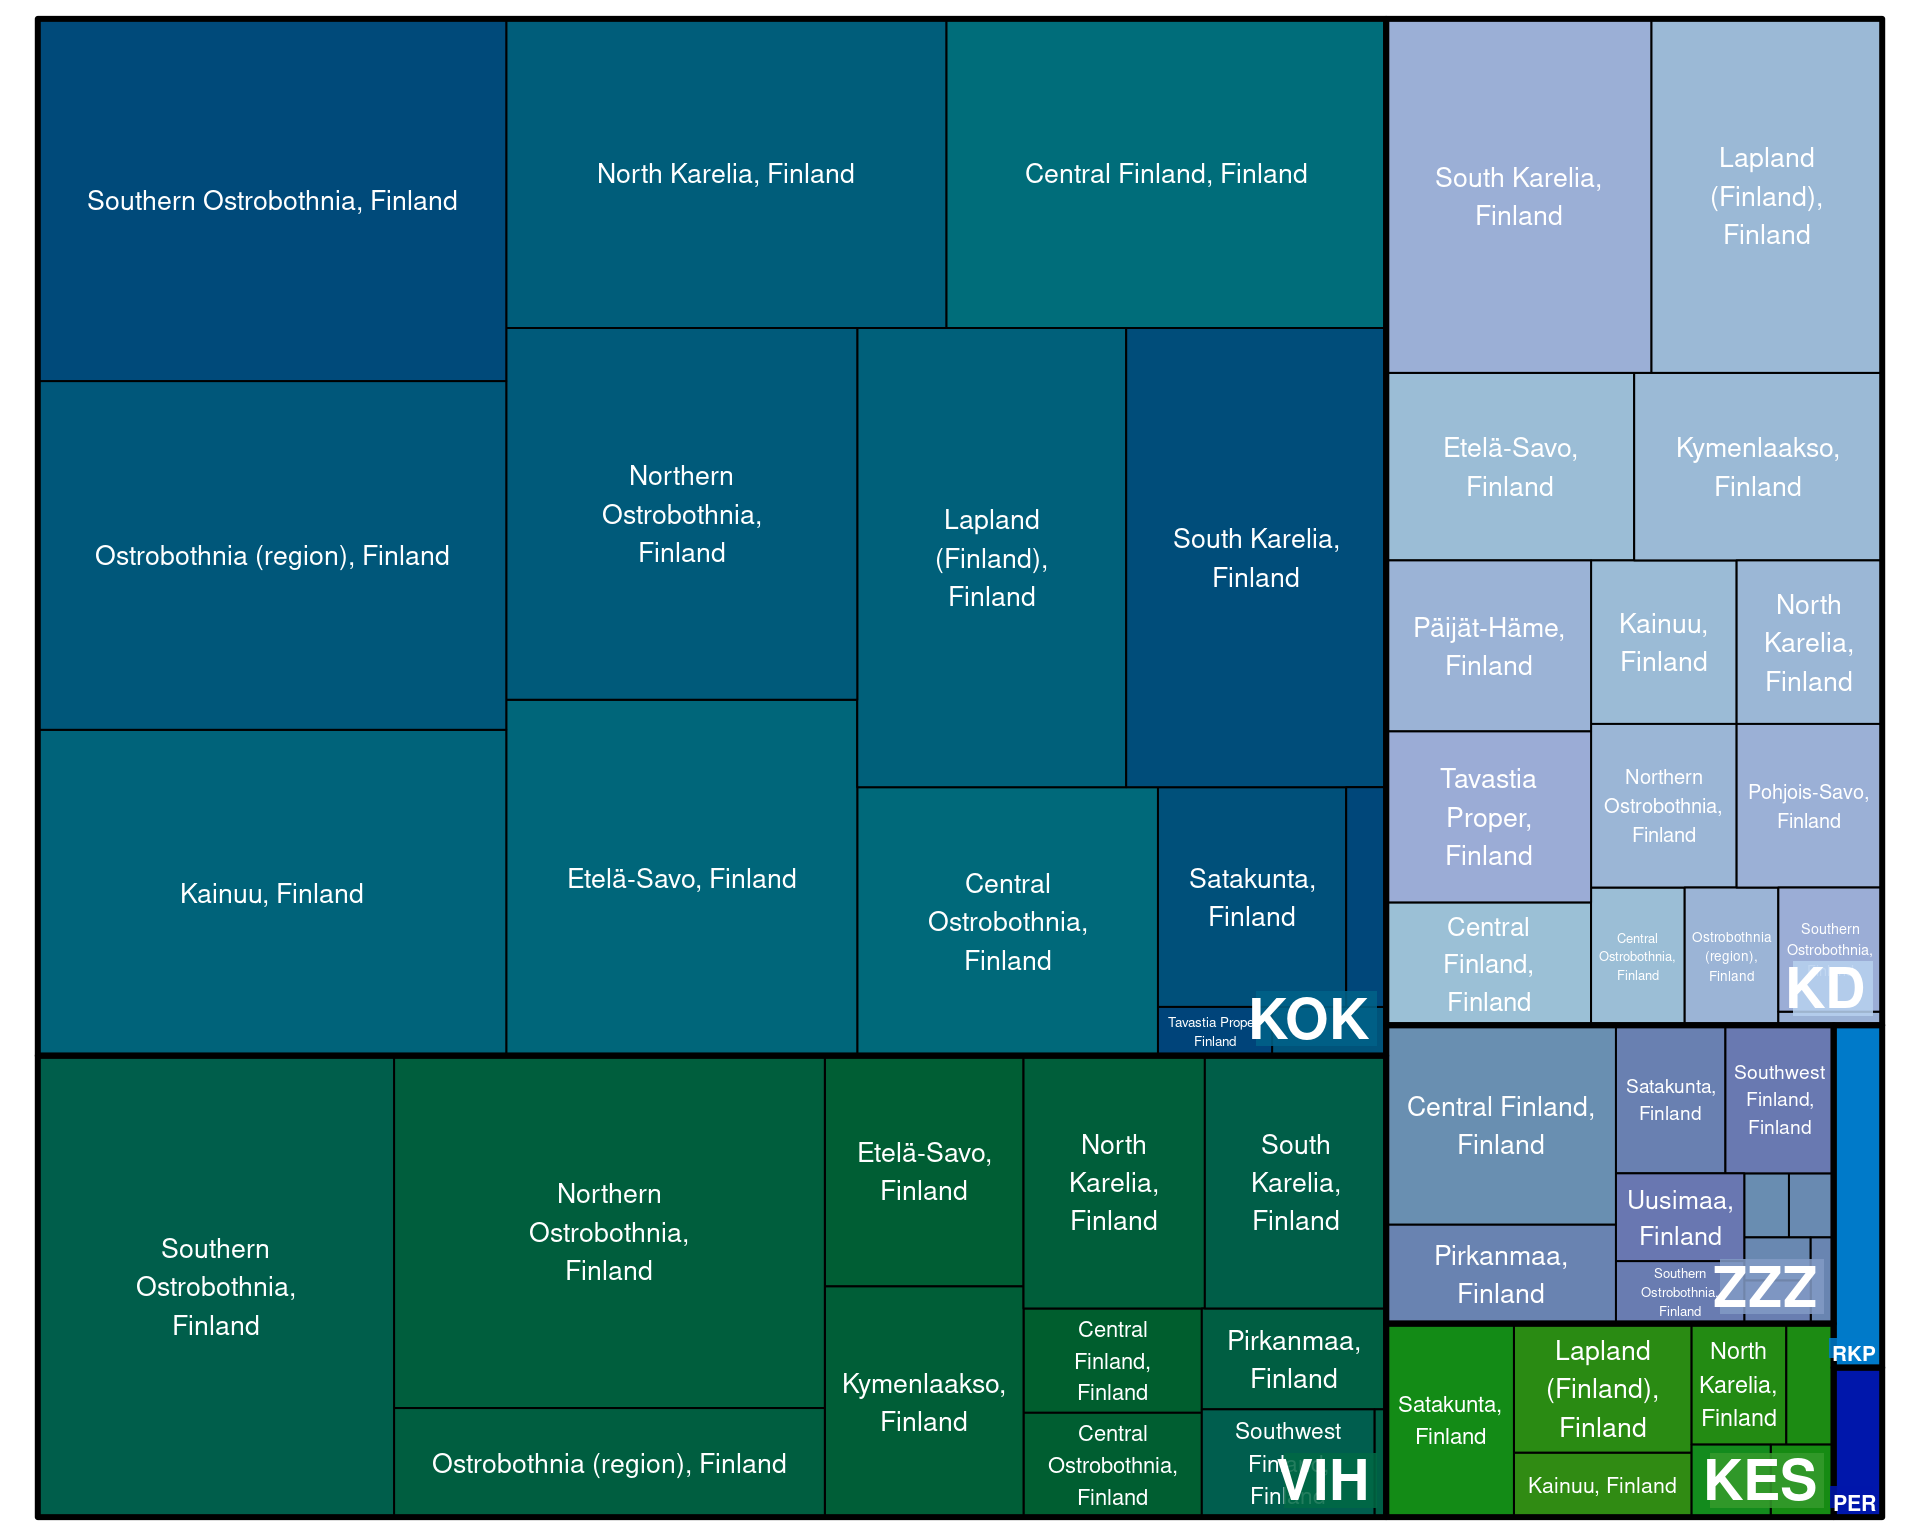 Southern Ostrobothnia, Finland
North Karelia, Finland
Central Finland, Finland
Ostrobothnia (region), Finland
Northern
Ostrobothnia,
Finland
Lapland
(Finland),
Finland
South Karelia,
Finland
Kainuu, Finland
Etelä-Savo, Finland
Central
Ostrobothnia,
Finland
Satakunta,
Finland
Tavastia
Finland
KOK
South Karelia,
Finland
Lapland
(Finland),
Finland
Etelä-Savo,
Finland
Kymenlaakso,
Finland
Päijät-Häme,
Finland
Kainuu,
Finland
North
Karelia,
Finland
Tavastia
Proper,
Finland
Northern
Ostrobothnia,
Finland
Pohjois-Savo,
Finland
Central
Finland,
Finland
Central
Ostrobothnia,
Finland
Ostrobothnia
(region),
Finland
Southern
Ostrobothnia,
KD
Southern
Ostrobothnia,
Finland
Northern
Ostrobothnia,
Finland
Ostrobothnia (region), Finland
Etelä-Savo,
Finland
Kymenlaakso,
Finland
North
Karelia,
Finland
South
Karelia,
Finland
Central
Finland,
Finland
Pirkanmaa,
Finland
Central
Ostrobothnia,
Finland
Southwest
VIH
Central Finland,
Finland
Satakunta,
Finland
Southwest
Finland,
Finland
Pirkanmaa,
Finland
Uusimaa,
Finland
Southern
Ostrobothnia,
Finland
ZZZ
Satakunta,
Finland
Lapland
(Finland),
Finland
Kainuu, Finland
North
Karelia,
Finland
KES
RKP
PER